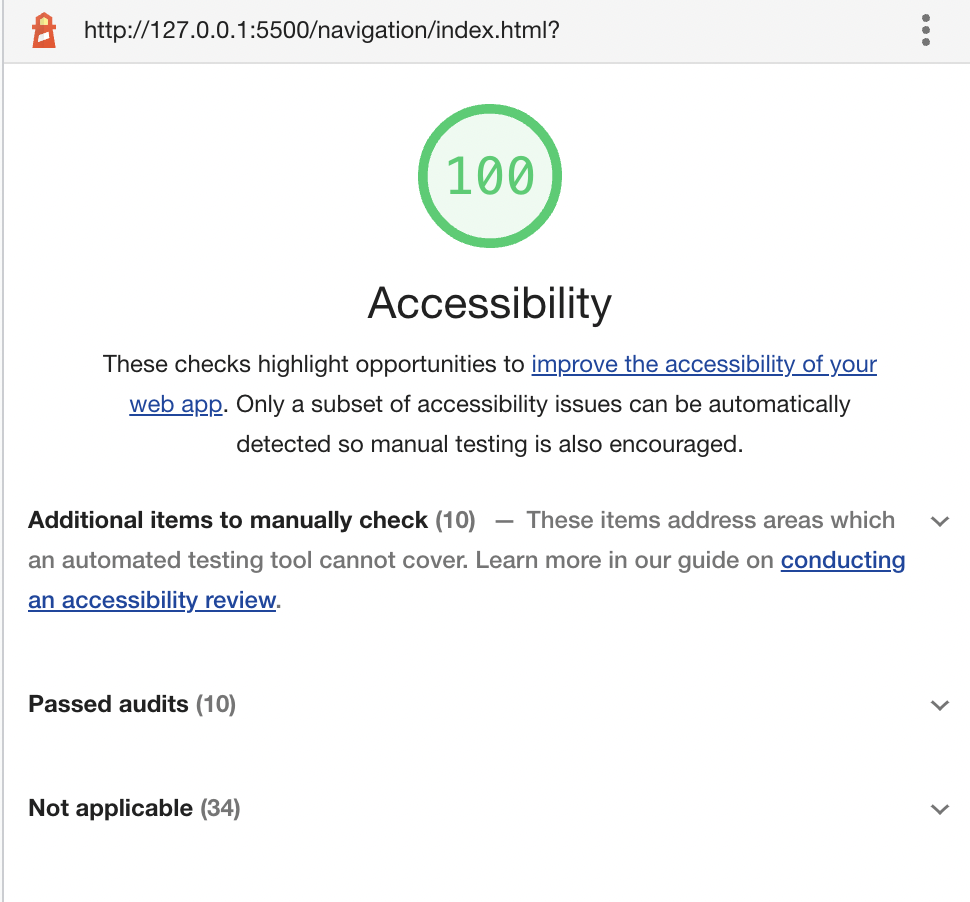 http://127.0.0.1:5500/navigation/index.html?
100
Accessibility
These checks highlight opportunities to improve the accessibility of your
web app. Only a subset of accessibility issues can be automatically
detected so manual testing is also encouraged.
Additional items to manually check (10) — These items address areas which
an automated testing tool cannot cover. Learn more in our guide on conducting
an accessibility review.
Passed audits (10)
Not applicable (34)